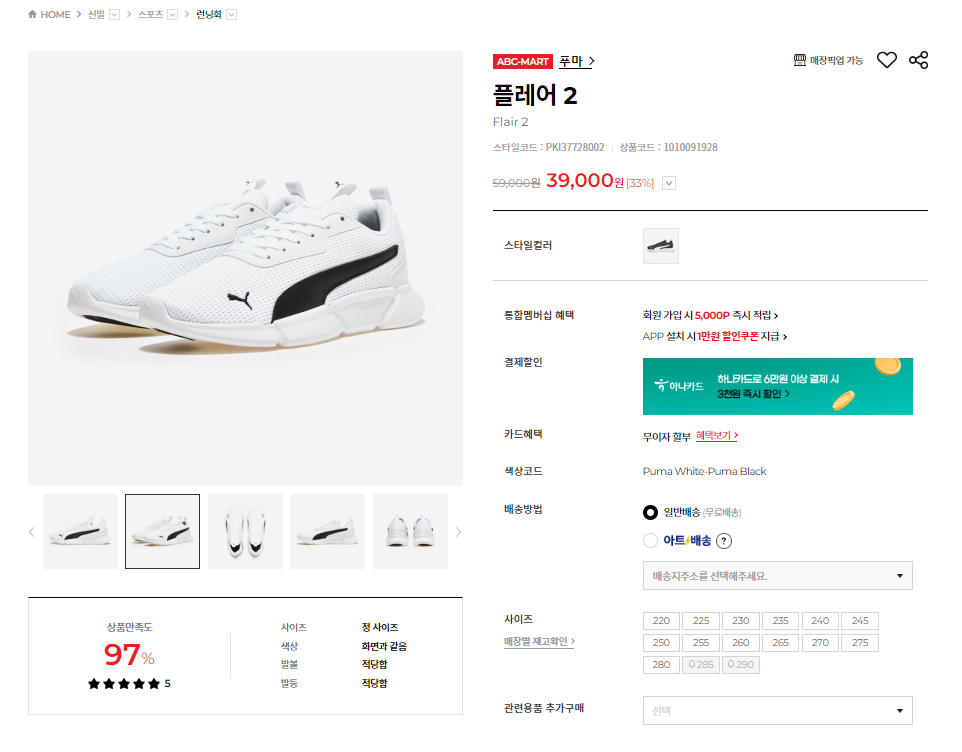 HOME > 신발 > 스포츠 > 런닝화
ABC-MART 푸마 >
매장픽업 가능
플레어 2
Flair 2
스타일코드 : PKI37728002 | 상품코드 : 1010091928
59,000원 39,000원 [33%]
스타일컬러
통합멤버십 혜택
회원 가입 시 5,000P 즉시 적립 >
APP 설치 시 1만원 할인쿠폰 지급 >
결제할인
하나카드
하나카드로 6만원 이상 결제 시
3천원 즉시 할인 >
카드혜택
무이자 할부 혜택보기 >
색상코드
Puma White-Puma Black
배송방법
일반배송 (무료배송)
아트배송 ?
배송지주소를 선택해주세요.
사이즈
매장별 재고확인 >
220 225 230 235 240 245
250 255 260 265 270 275
280 285 290
관련용품 추가구매
선택
상품만족도
97%
★★★★★ 5
사이즈 정 사이즈
색상 화면과 같음
발볼 적당함
발등 적당함